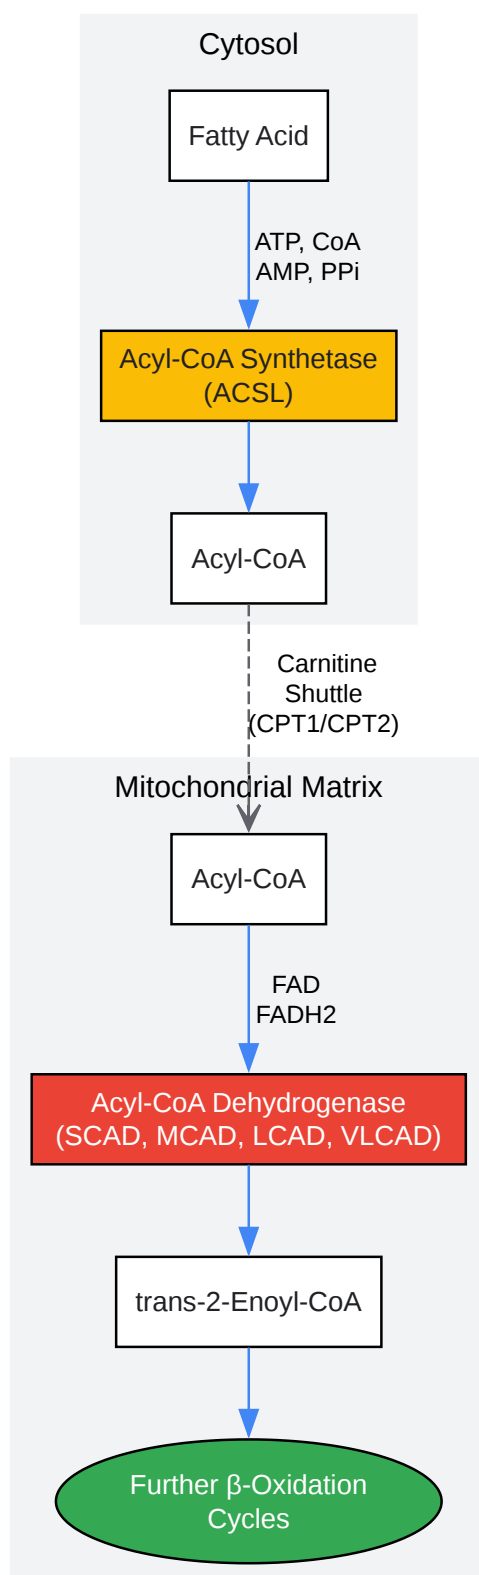 Cytosol
Fatty Acid
ATP, CoA
AMP, PPi
Acyl-CoA Synthetase
(ACSL)
Acyl-CoA
Carnitine
Shuttle
(CPT1/CPT2)
Mitochondrial Matrix
Acyl-CoA
FAD
FADH2
Acyl-CoA Dehydrogenase
(SCAD, MCAD, LCAD, VLCAD)
trans-2-Enoyl-CoA
Further β-Oxidation
Cycles